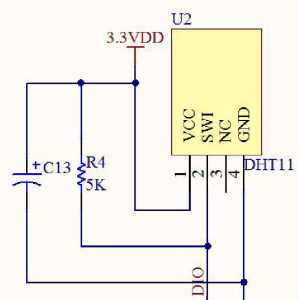 U2
3.3VDD
VCC
SWI
NC
GND
+
C13
R4
5K
1
2
3
4
DHT11
DIO